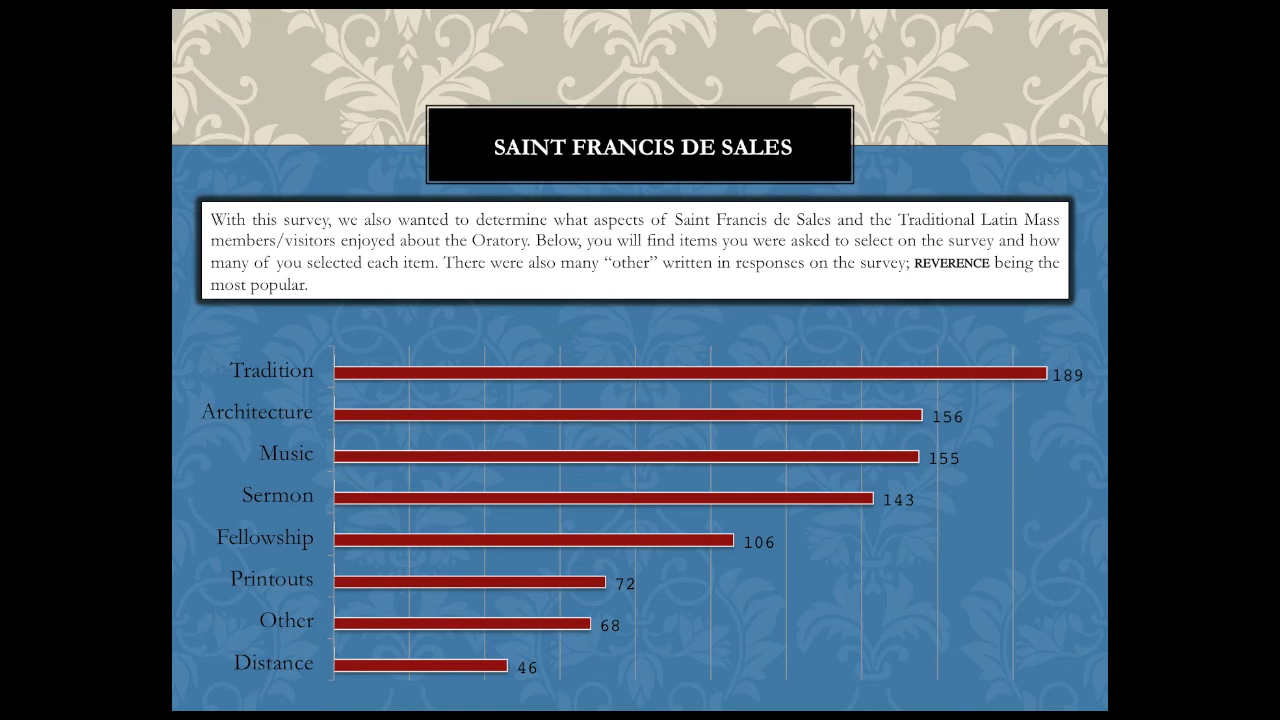 SAINT FRANCIS DE SALES
With this survey, we also wanted to determine what aspects of Saint Francis de Sales and the Traditional Latin Mass
members/visitors enjoyed about the Oratory. Below, you will find items you were asked to select on the survey and how
many of you selected each item. There were also many “other” written in responses on the survey; REVERENCE being the
most popular.
Tradition 189
Architecture 156
Music 155
Sermon 143
Fellowship 106
Printouts 72
Other 68
Distance 46